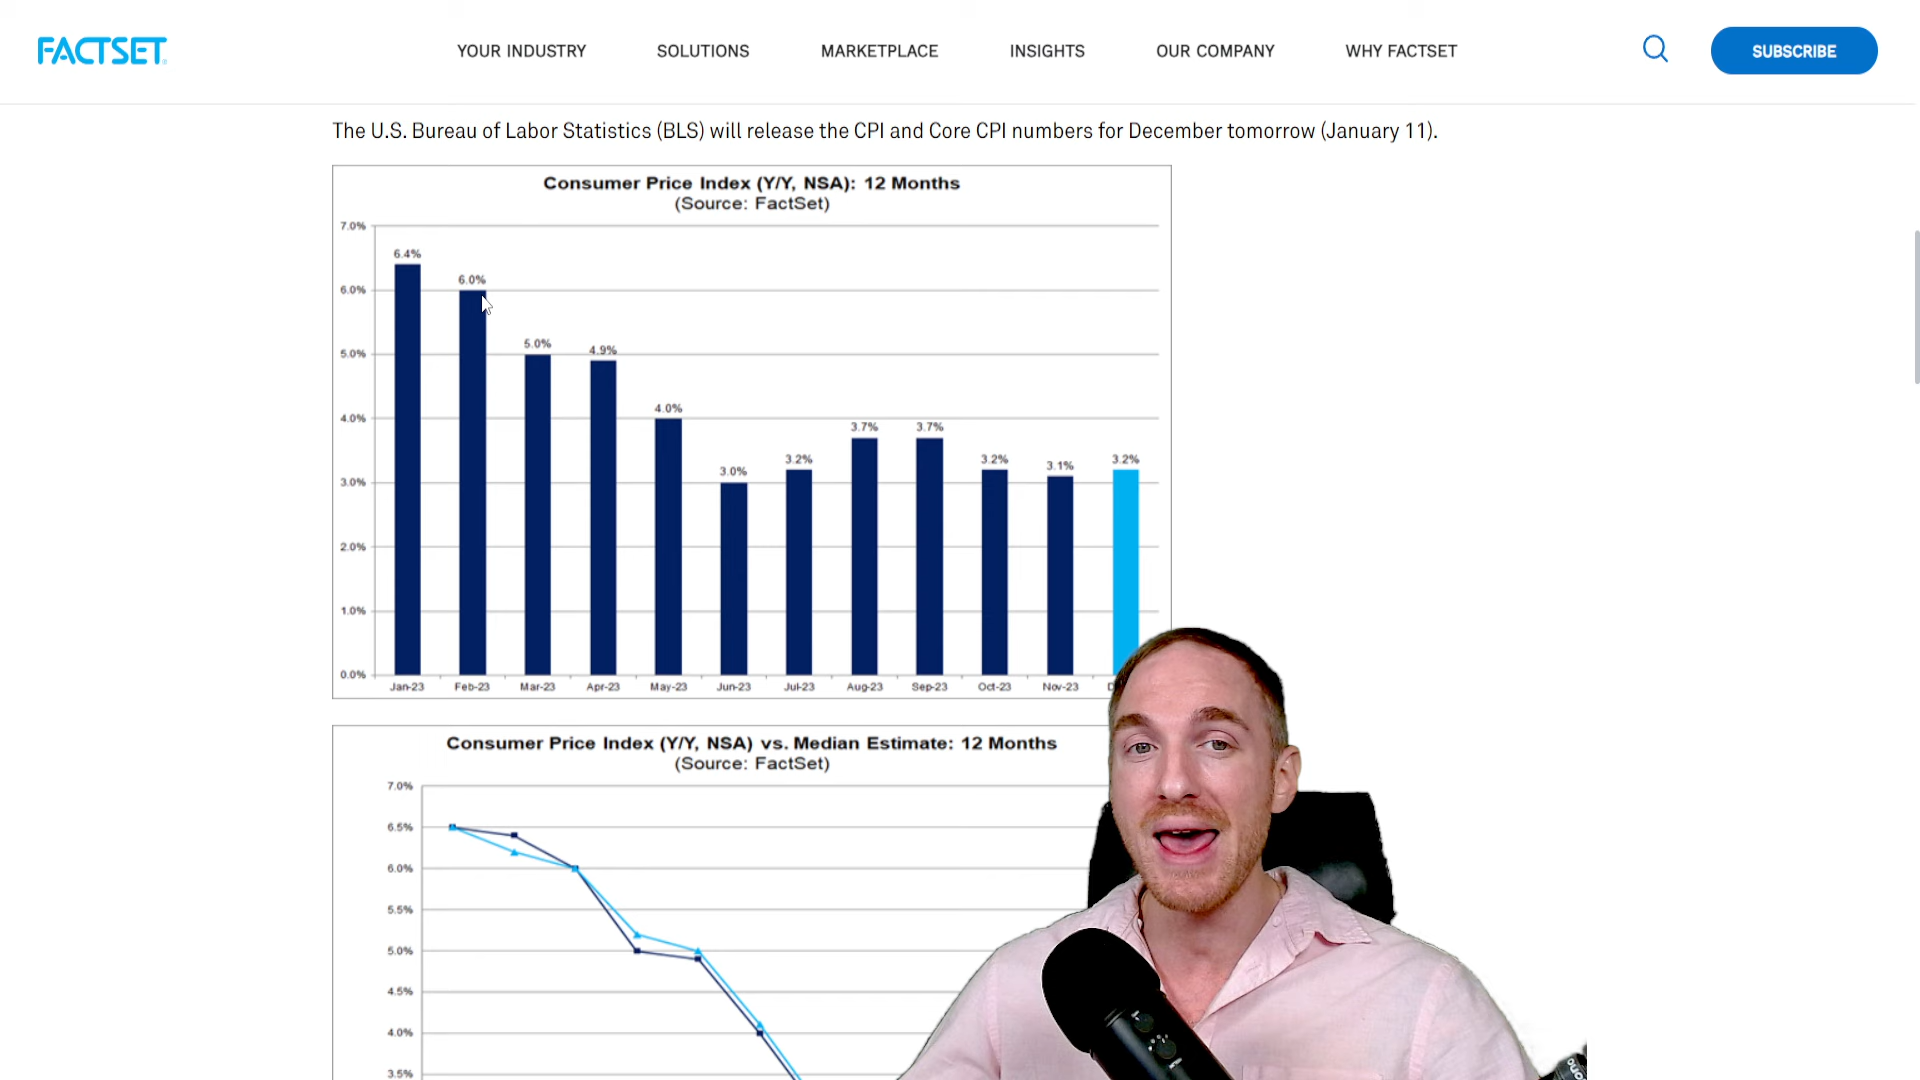 FACTSET
YOUR INDUSTRY
SOLUTIONS
MARKETPLACE
INSIGHTS
OUR COMPANY
WHY FACTSET
SUBSCRIBE
The U.S. Bureau of Labor Statistics (BLS) will release the CPI and Core CPI numbers for December tomorrow (January 11).
Consumer Price Index (Y/Y, NSA): 12 Months
(Source: FactSet)
7.0%
6.0%
5.0%
4.0%
3.0%
2.0%
1.0%
0.0%
6.4%
6.0%
5.0%
4.9%
4.0%
3.0%
3.2%
3.7%
3.7%
3.2%
3.1%
3.2%
Jan-23
Feb-23
Mar-23
Apr-23
May-23
Jun-23
Jul-23
Aug-23
Sep-23
Oct-23
Nov-23
Consumer Price Index (Y/Y, NSA) vs. Median Estimate: 12 Months
(Source: FactSet)
7.0%
6.5%
6.0%
5.5%
5.0%
4.5%
4.0%
3.5%